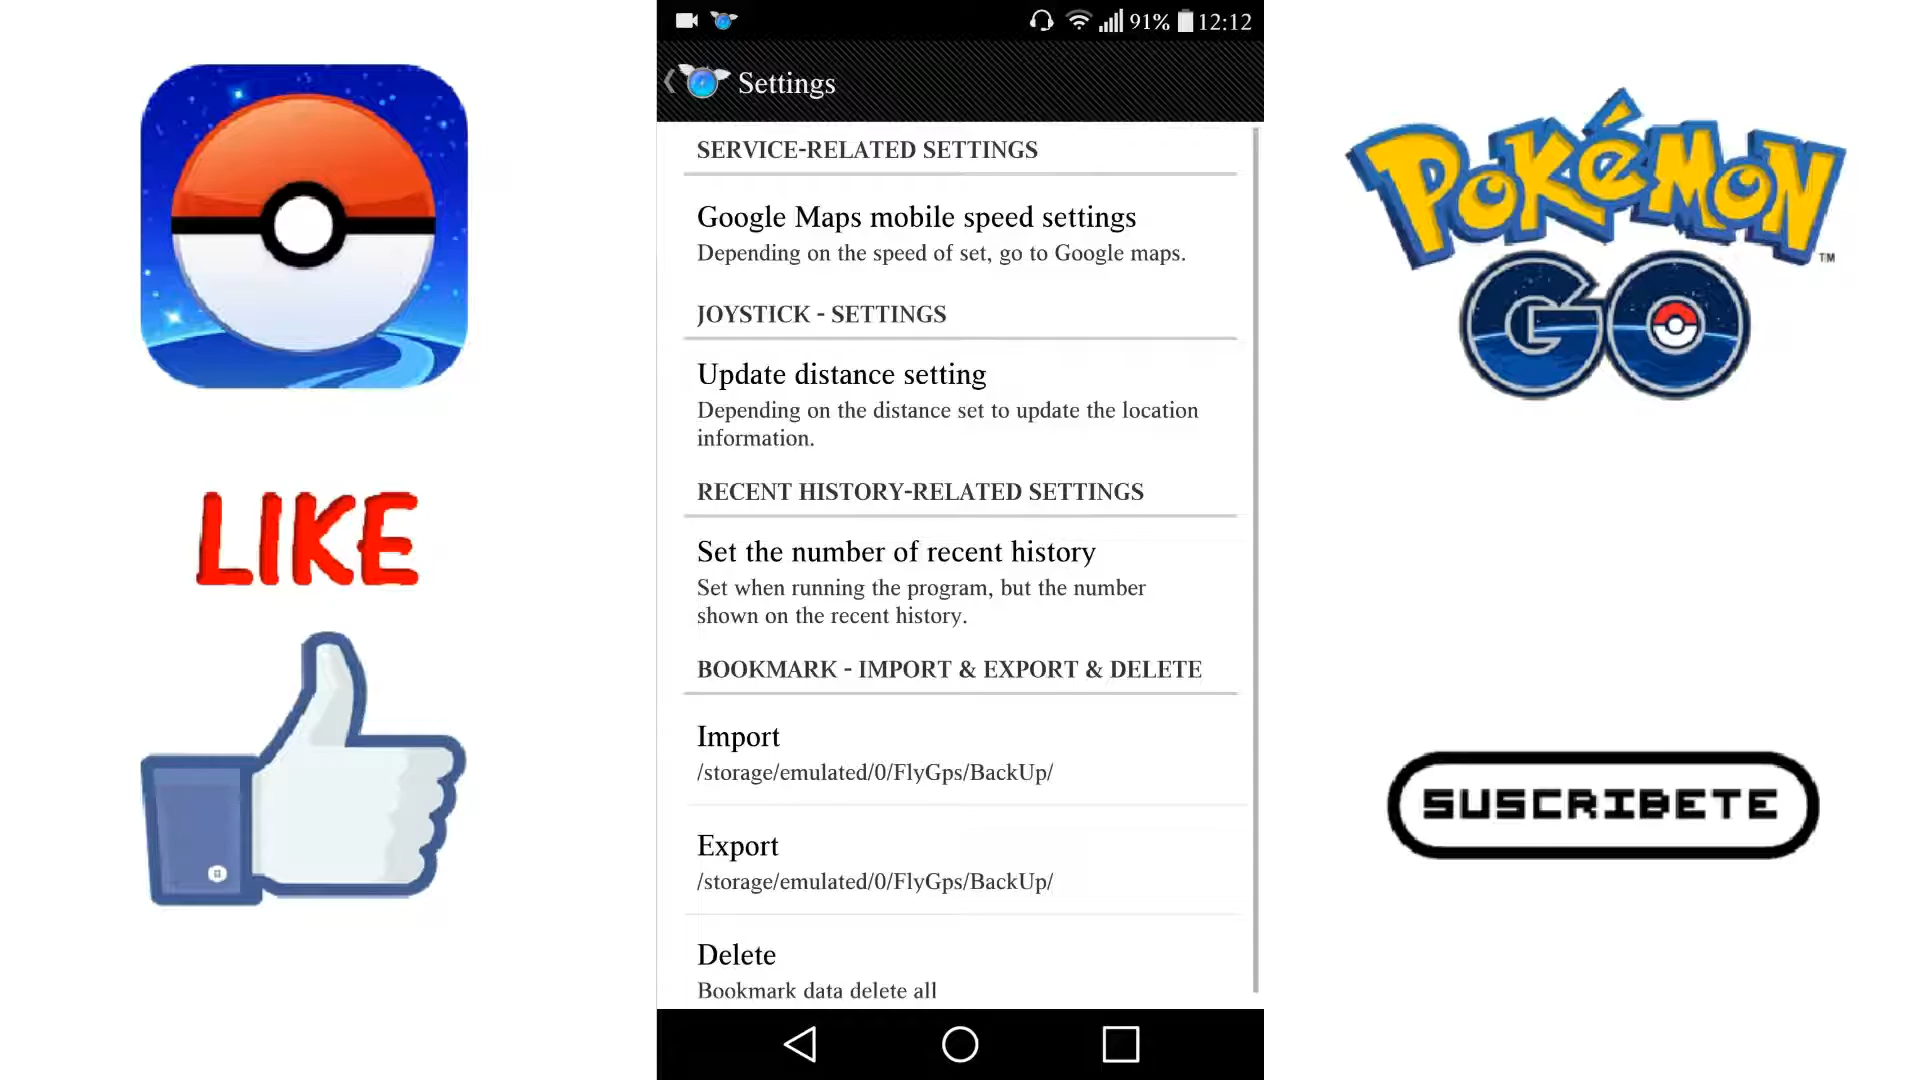 91% 12:12
Settings
SERVICE-RELATED SETTINGS
Google Maps mobile speed settings
Depending on the speed of set, go to Google maps.
JOYSTICK - SETTINGS
Update distance setting
Depending on the distance set to update the location
information.
RECENT HISTORY-RELATED SETTINGS
Set the number of recent history
Set when running the program, but the number
shown on the recent history.
BOOKMARK - IMPORT & EXPORT & DELETE
Import
/storage/emulated/0/FlyGps/BackUp/
Export
/storage/emulated/0/FlyGps/BackUp/
Delete
Bookmark data delete all
LIKE
POKéMON
TM
GO
SUSCRIBETE